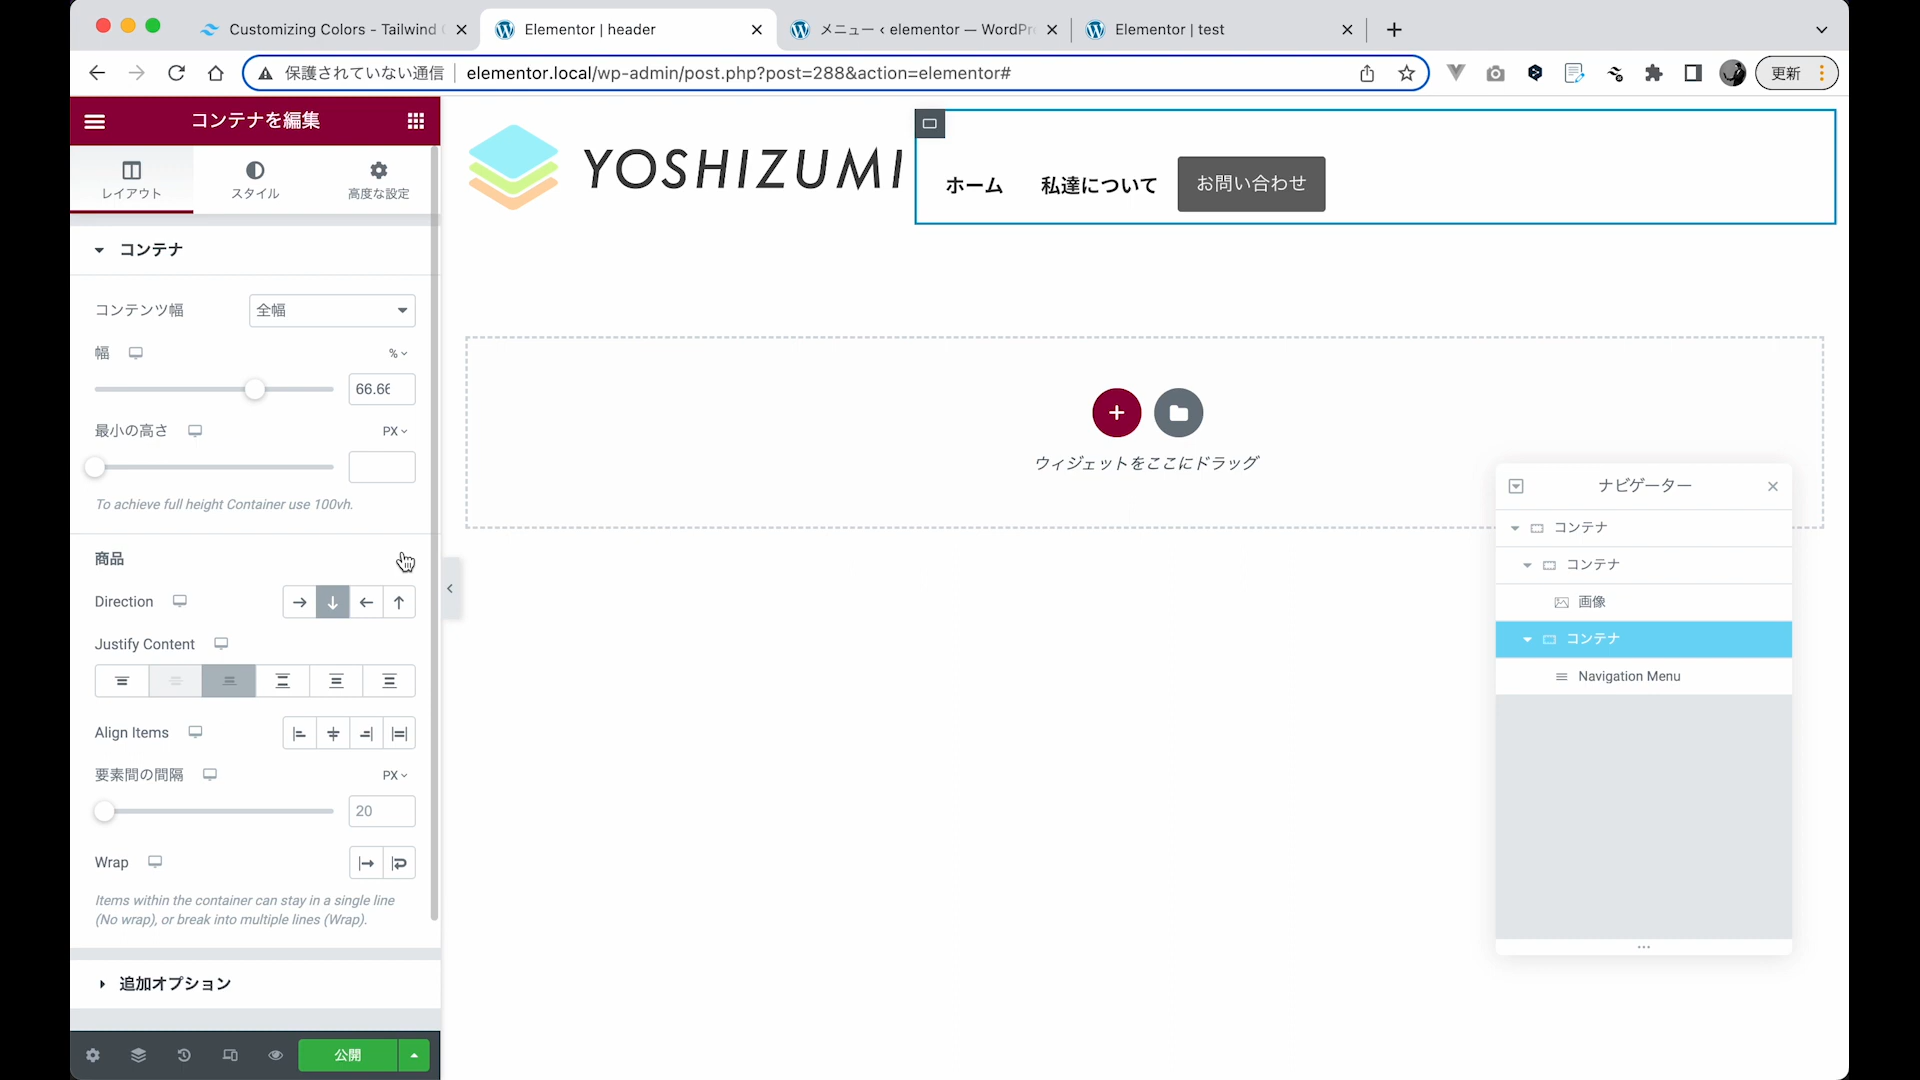 Customizing Colors - Tailwind
Elementor | header
メニュー ‹ elementor — WordPr
Elementor | test
保護されていない通信
elementor.local/wp-admin/post.php?post=288&action=elementor#
更新
コンテナを編集
レイアウト
スタイル
高度な設定
コンテナ
コンテンツ幅
全幅
幅
%
66.66
最小の高さ
PX
To achieve full height Container use 100vh.
商品
Direction
Justify Content
Align Items
要素間の間隔
PX
20
Wrap
Items within the container can stay in a single line
(No wrap), or break into multiple lines (Wrap).
追加オプション
公開
YOSHIZUMI
ホーム
私達について
お問い合わせ
ウィジェットをここにドラッグ
ナビゲーター
コンテナ
コンテナ
画像
コンテナ
Navigation Menu